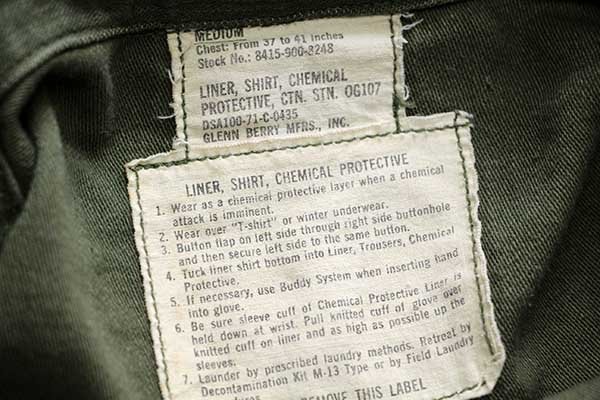 MEDIUM
Chest: From 37 to 41 inches
Stock No.: 8415-900-8248
LINER, SHIRT, CHEMICAL
PROTECTIVE, CTN. STN. OG107
DSA100-71-C-0435
GLENN BERRY MFRS., INC.
LINER, SHIRT, CHEMICAL PROTECTIVE
1. Wear as a chemical protective layer when a chemical
attack is imminent.
2. Wear over "T-shirt" or winter underwear.
3. Button flap on left side through right side buttonhole
and then secure left side to the same button.
4. Tuck liner shirt bottom into Liner, Trousers, Chemical
Protective.
5. If necessary, use Buddy System when inserting hand
into glove.
6. Be sure sleeve cuff of Chemical Protective Liner is
held down at wrist. Pull knitted cuff of glove over
knitted cuff on liner and as high as possible up the
sleeves.
7. Launder by prescribed laundry methods. Retreat by
Decontamination Kit M-13 Type or by Field Laundry
THIS LABEL